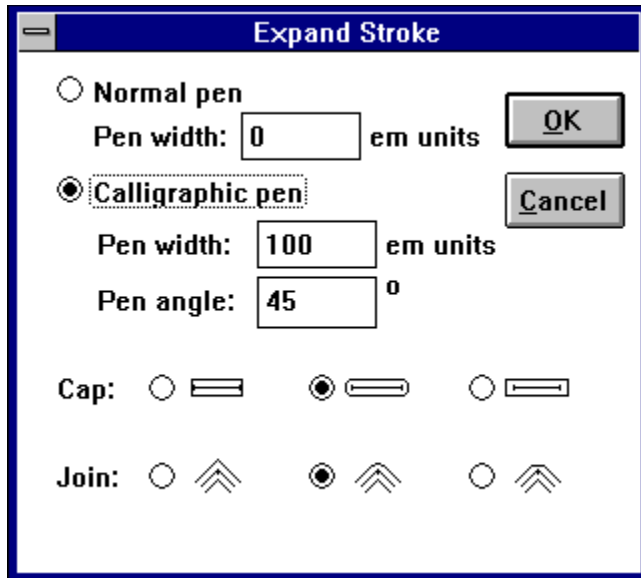 Expand Stroke
Normal pen
OK
Pen width: 0 em units
Calligraphic pen
Cancel
Pen width: 100 em units
Pen angle: 45 o
Cap:
Join: